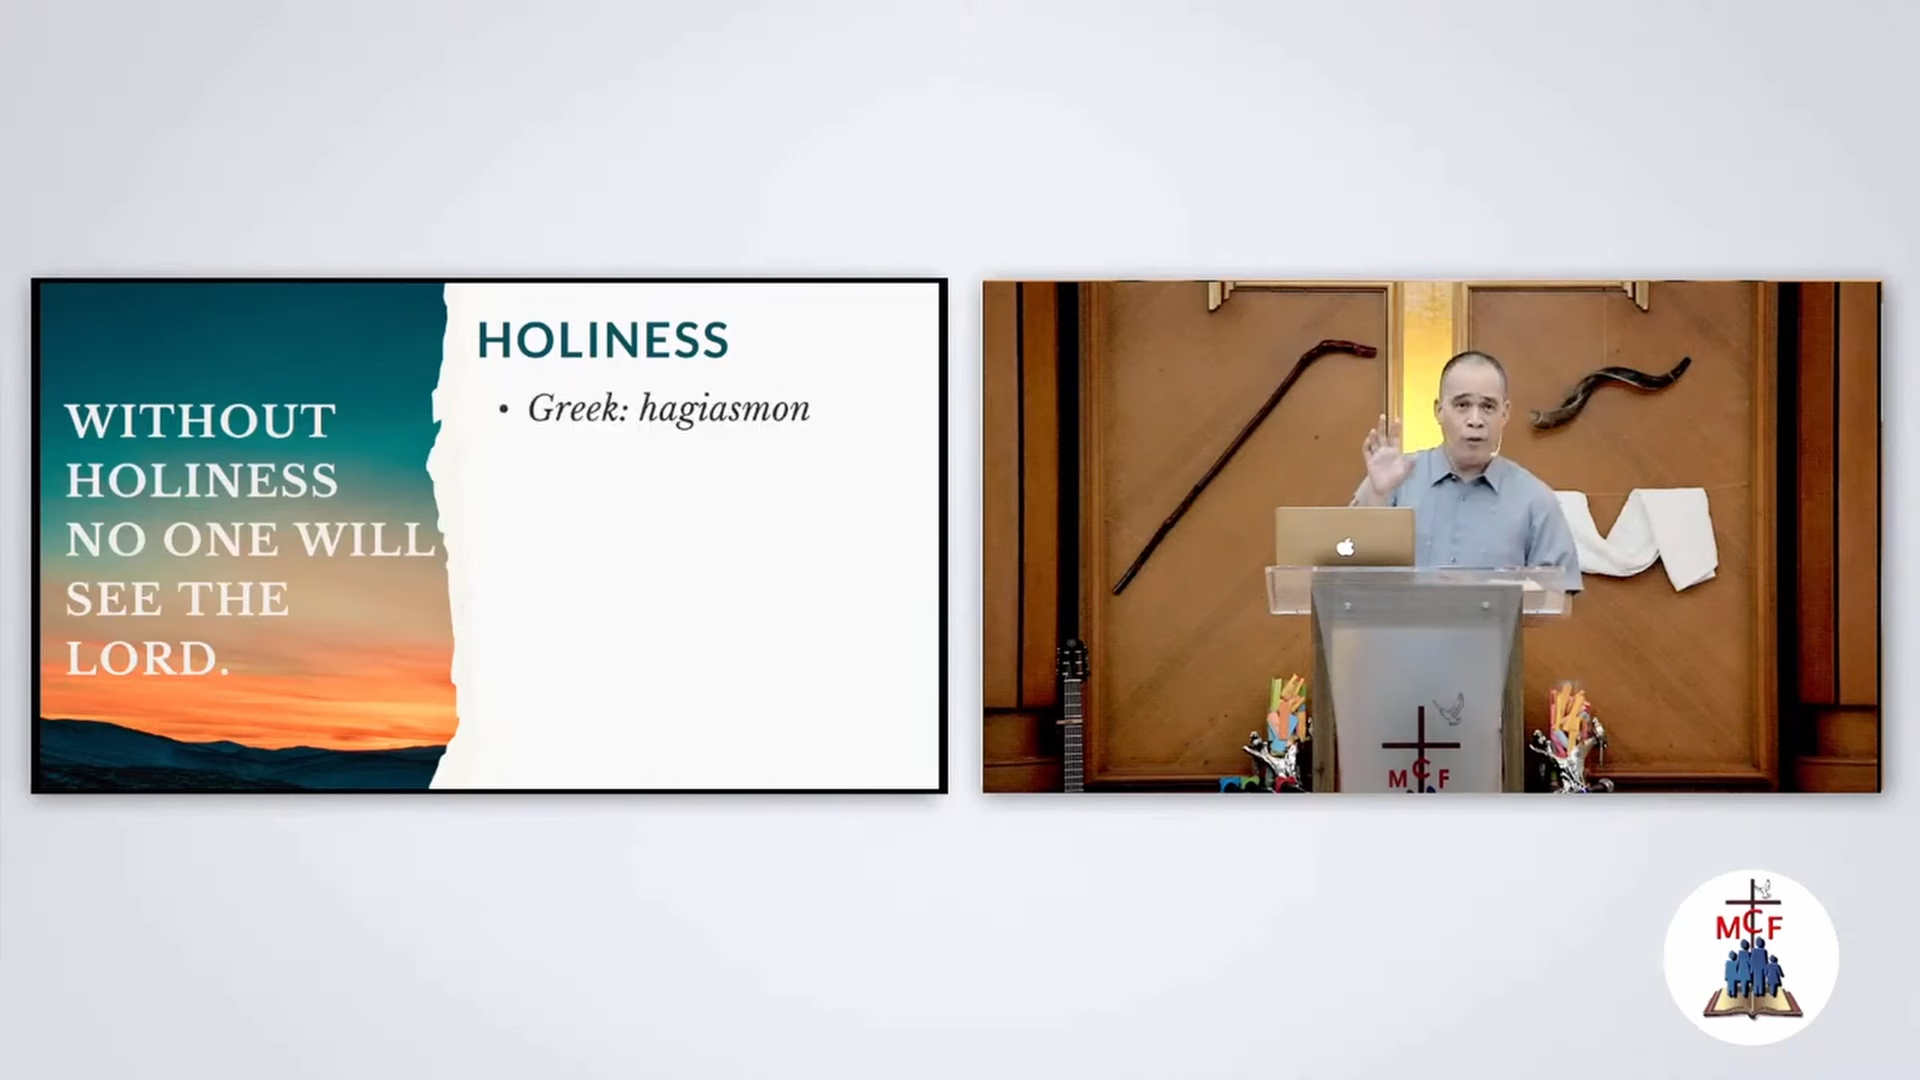 WITHOUT
HOLINESS
NO ONE WILL
SEE THE
LORD.
HOLINESS
• Greek: hagiasmon
MCF
MCF